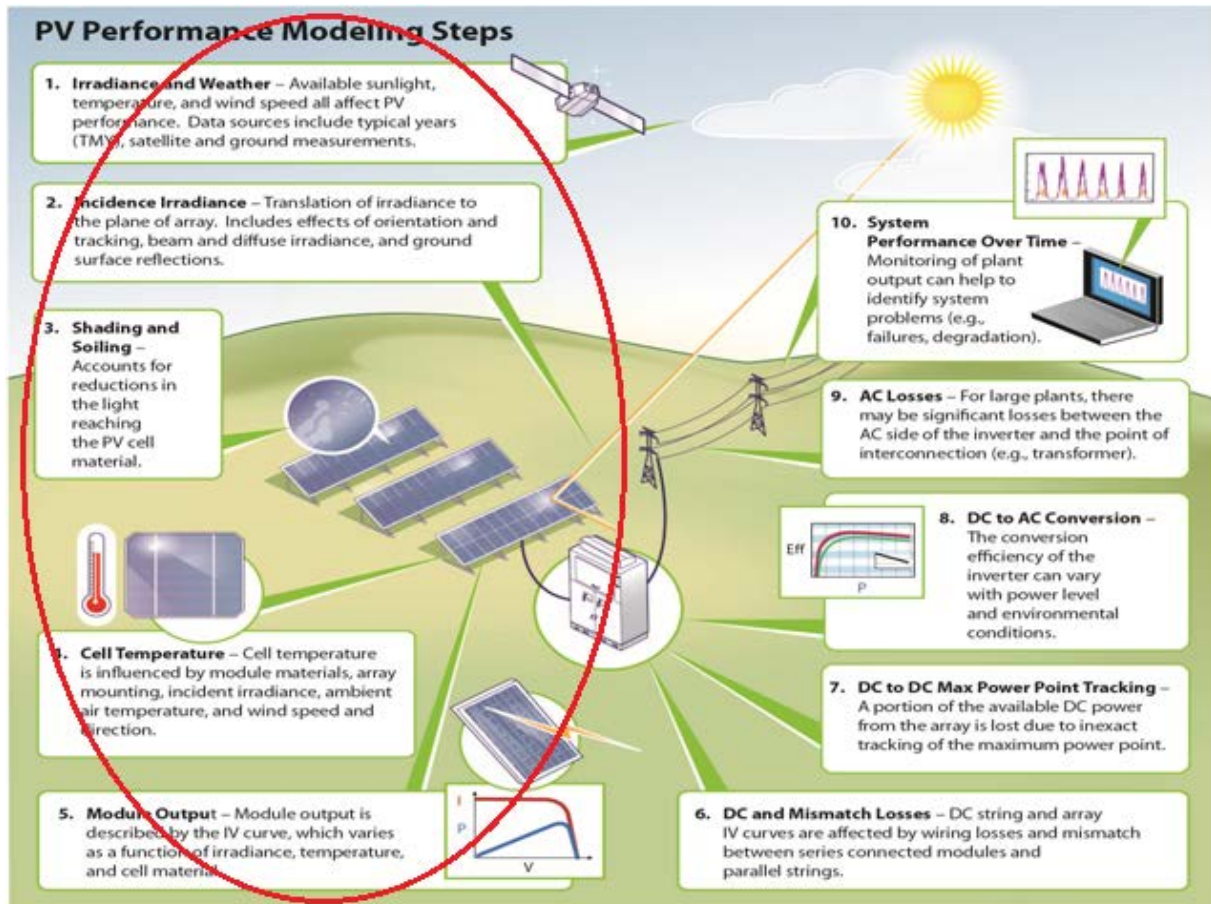 PV Performance Modeling Steps
1. Irradiance and Weather – Available sunlight,
temperature, and wind speed all affect PV
performance. Data sources include typical years
(TMY), satellite and ground measurements.
2. Incidence Irradiance – Translation of irradiance to
the plane of array. Includes effects of orientation and
tracking, beam and diffuse irradiance, and ground
surface reflections.
3. Shading and
Soiling –
Accounts for
reductions in
the light
reaching
the PV cell
material.
4. Cell Temperature – Cell temperature
is influenced by module materials, array
mounting, incident irradiance, ambient
air temperature, and wind speed and
direction.
5. Module Output – Module output is
described by the IV curve, which varies
as a function of irradiance, temperature,
and cell material.
I
P
V
6. DC and Mismatch Losses – DC string and array
IV curves are affected by wiring losses and mismatch
between series connected modules and
parallel strings.
7. DC to DC Max Power Point Tracking –
A portion of the available DC power
from the array is lost due to inexact
tracking of the maximum power point.
Eff
P
8. DC to AC Conversion –
The conversion
efficiency of the
inverter can vary
with power level
and environmental
conditions.
9. AC Losses – For large plants, there
may be significant losses between the
AC side of the inverter and the point of
interconnection (e.g., transformer).
10. System
Performance Over Time –
Monitoring of plant
output can help to
identify system
problems (e.g.,
failures, degradation).